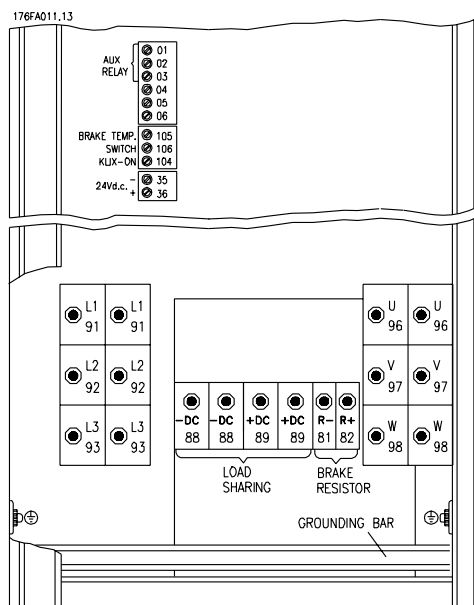 176FA011.13
AUX RELAY
01
02
03
04
05
06
BRAKE TEMP. 105
SWITCH 106
KLIX-ON 104
24Vd.c.
- 35
+ 36
L1 91
L1 91
U 96
U 96
L2 92
L2 92
V 97
V 97
L3 93
L3 93
-DC 88
-DC 88
+DC 89
+DC 89
R- 81
R+ 82
W 98
W 98
LOAD SHARING
BRAKE RESISTOR
GROUNDING BAR